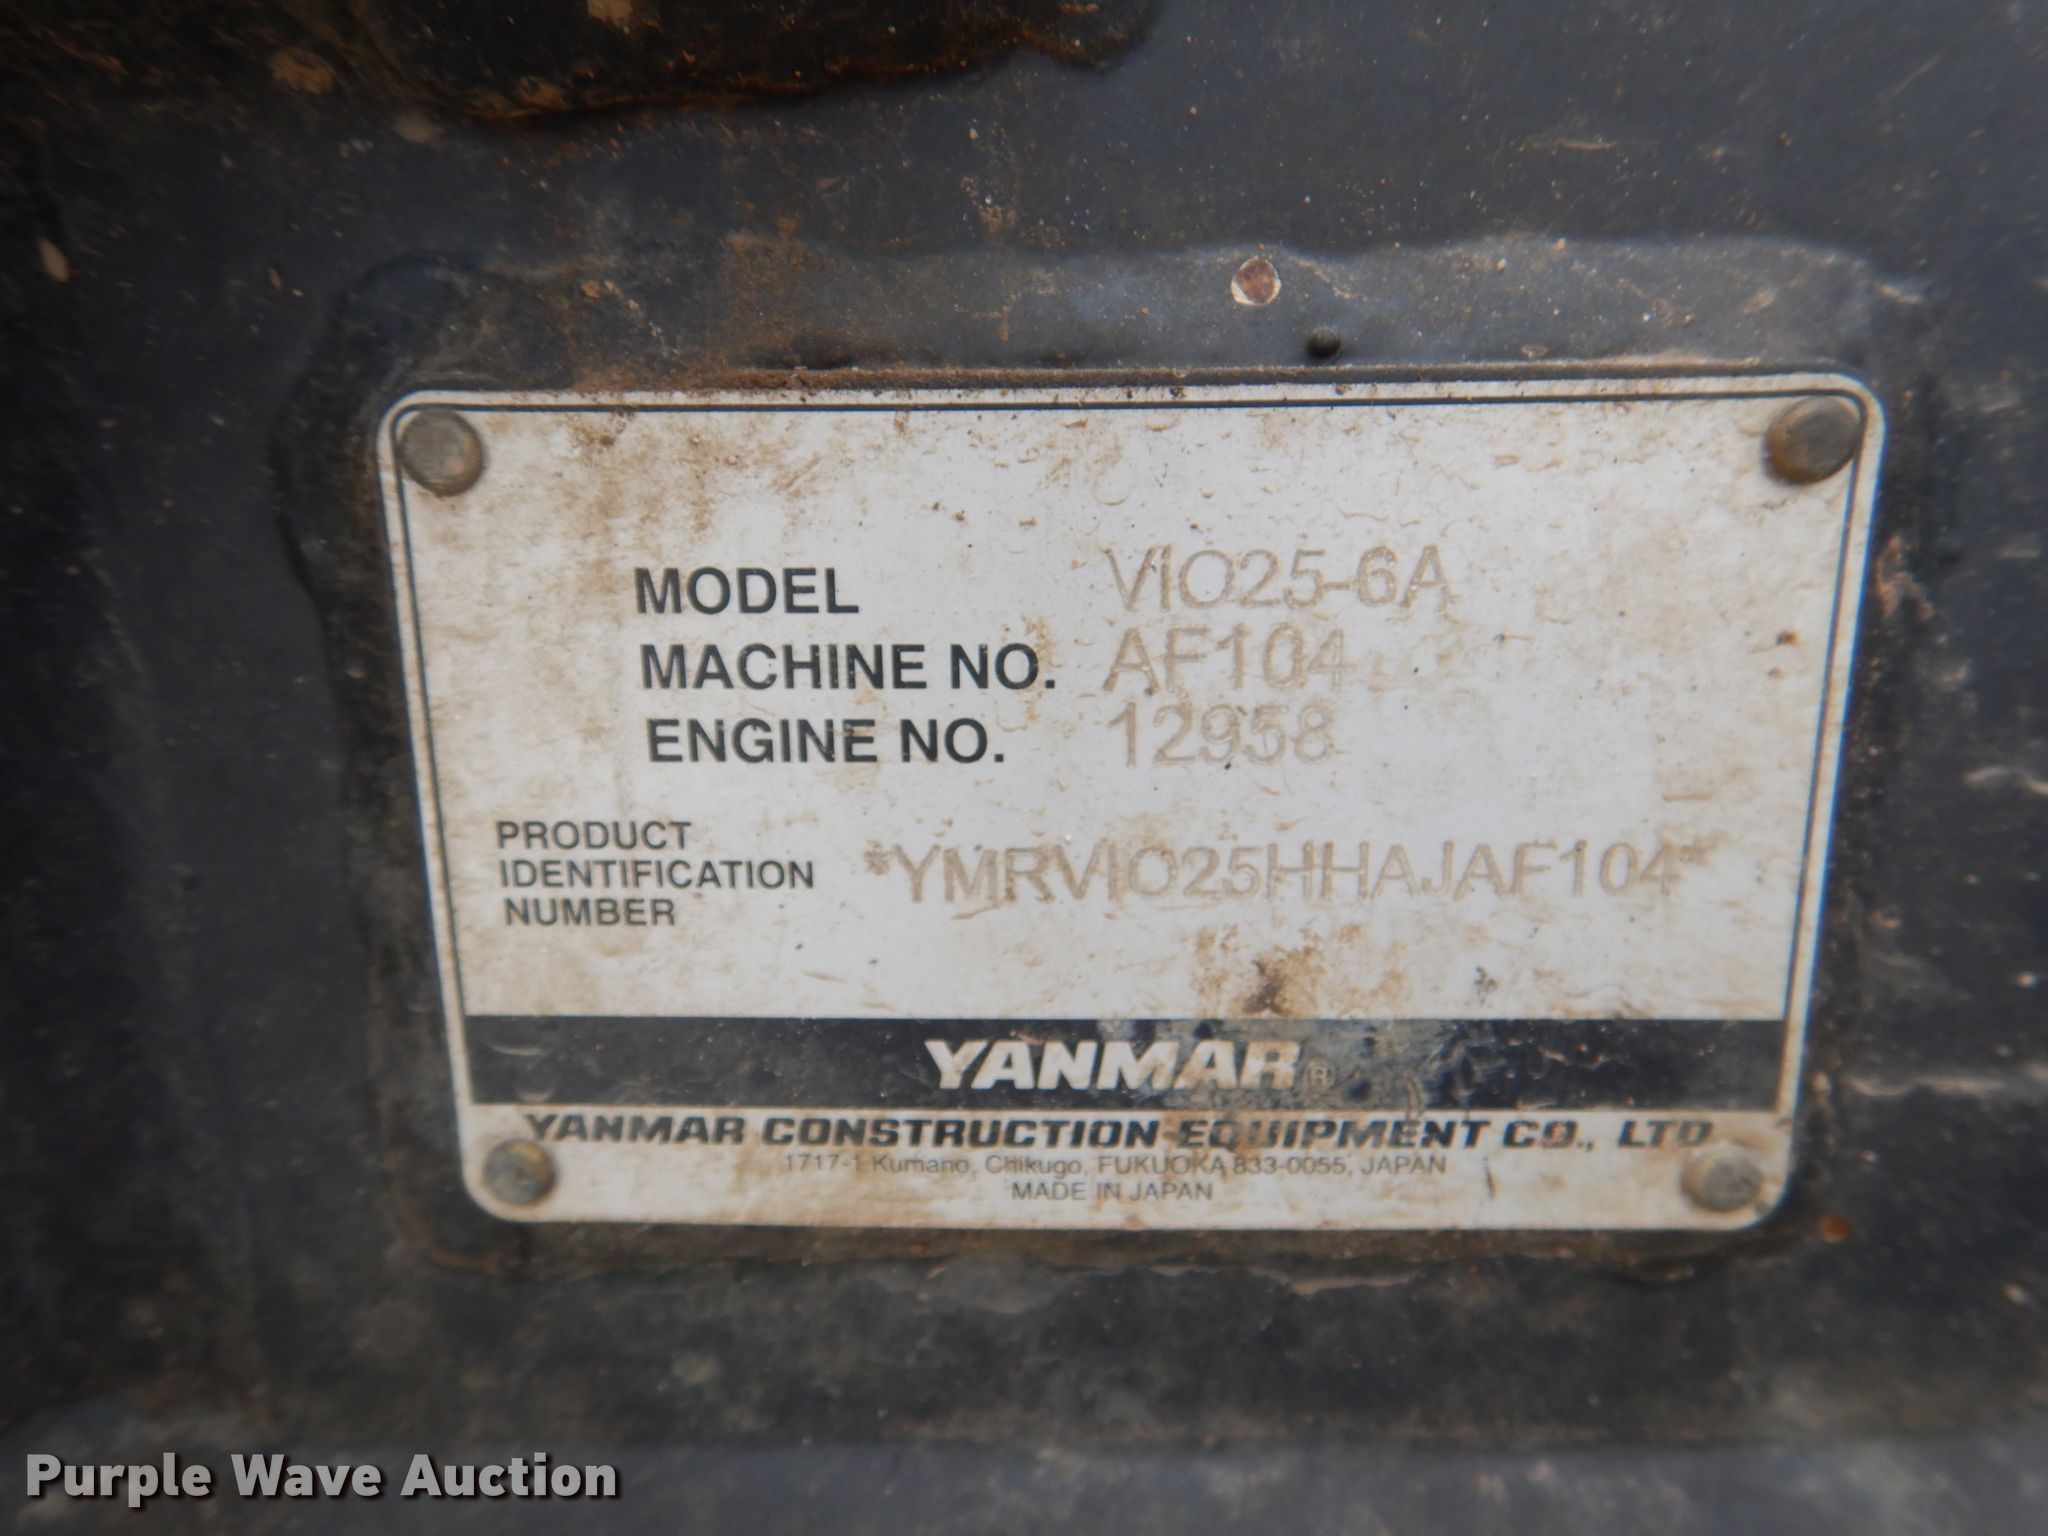 MODEL VIO25-6A
MACHINE NO. AF104
ENGINE NO. 12958
PRODUCT
IDENTIFICATION
NUMBER
*YMRVIO25HHAJAF104*
YANMAR®
YANMAR CONSTRUCTION EQUIPMENT CO., LTD
1717-1 Kumano, Chikugo, FUKUOKA 833-0055, JAPAN
MADE IN JAPAN
Purple Wave Auction